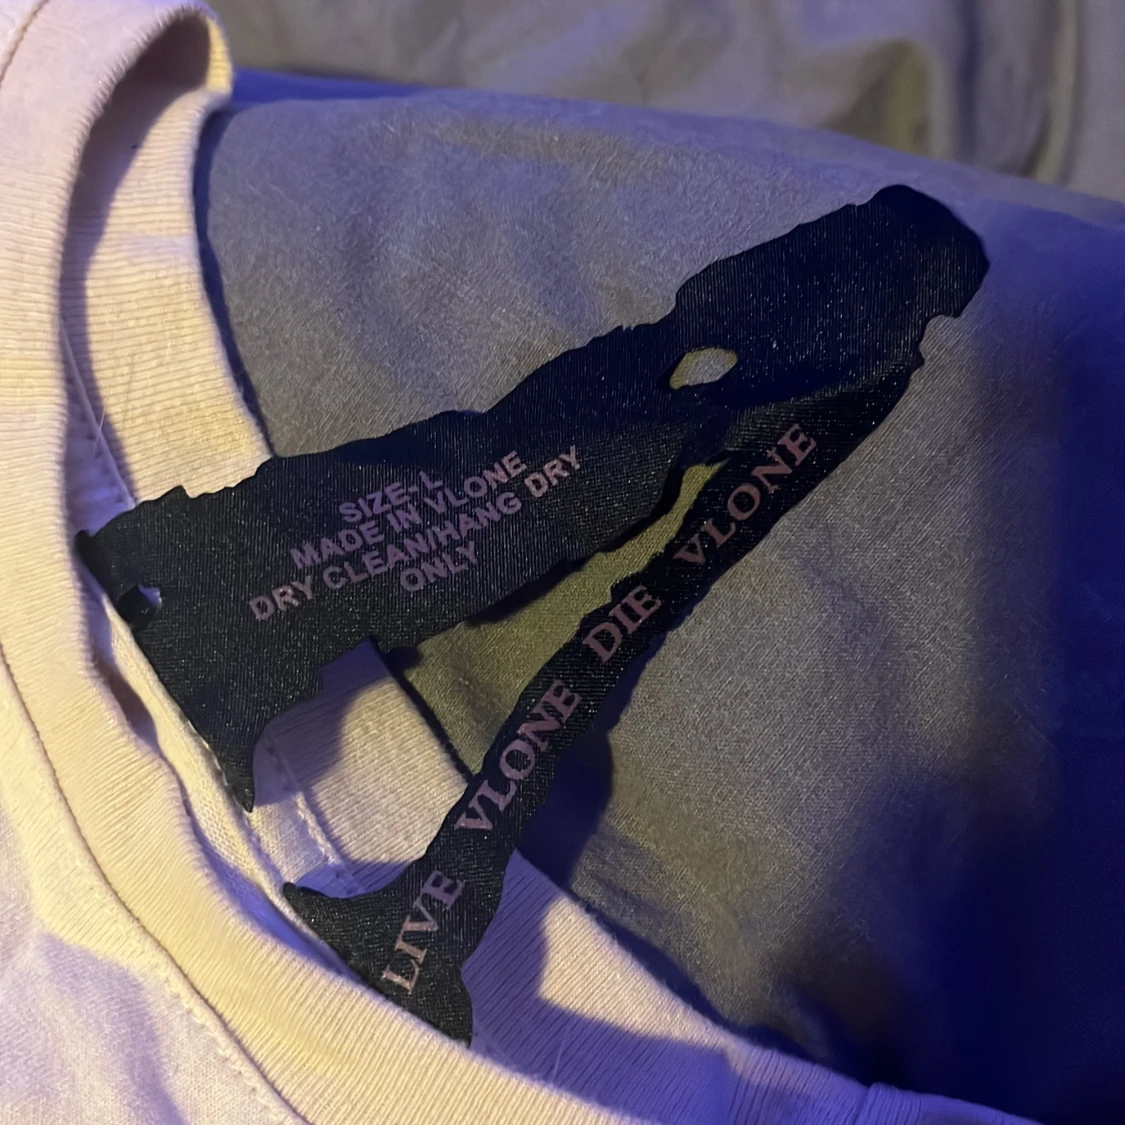 SIZE-L
MADE IN VLONE
DRY CLEAN/HANG DRY
ONLY
LIVE VLONE DIE VLONE